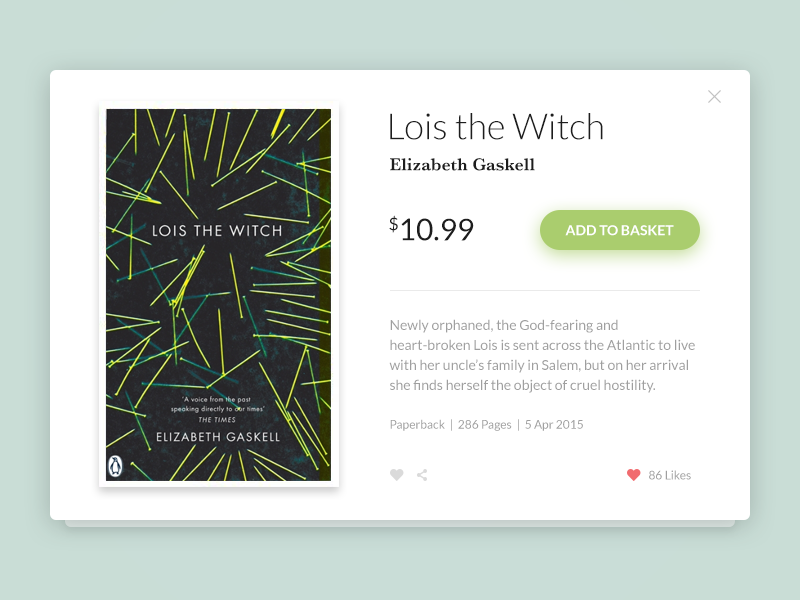 LOIS THE WITCH
'A voice from the past
speaking directly to our times'
THE TIMES
ELIZABETH GASKELL
Lois the Witch
Elizabeth Gaskell
$10.99
ADD TO BASKET
Newly orphaned, the God-fearing and
heart-broken Lois is sent across the Atlantic to live
with her uncle's family in Salem, but on her arrival
she finds herself the object of cruel hostility.
Paperback | 286 Pages | 5 Apr 2015
86 Likes